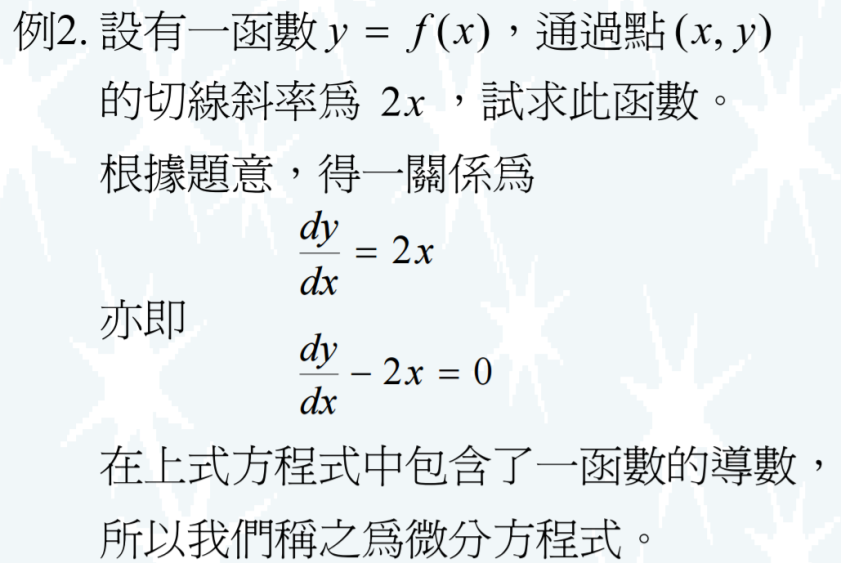 例2. 設有一函數 y = f(x)，通過點(x, y)
的切線斜率爲 2x ，試求此函數。
根據題意，得一關係爲
dy/dx = 2x
亦即
dy/dx − 2x = 0
在上式方程式中包含了一函數的導數，
所以我們稱之爲微分方程式。